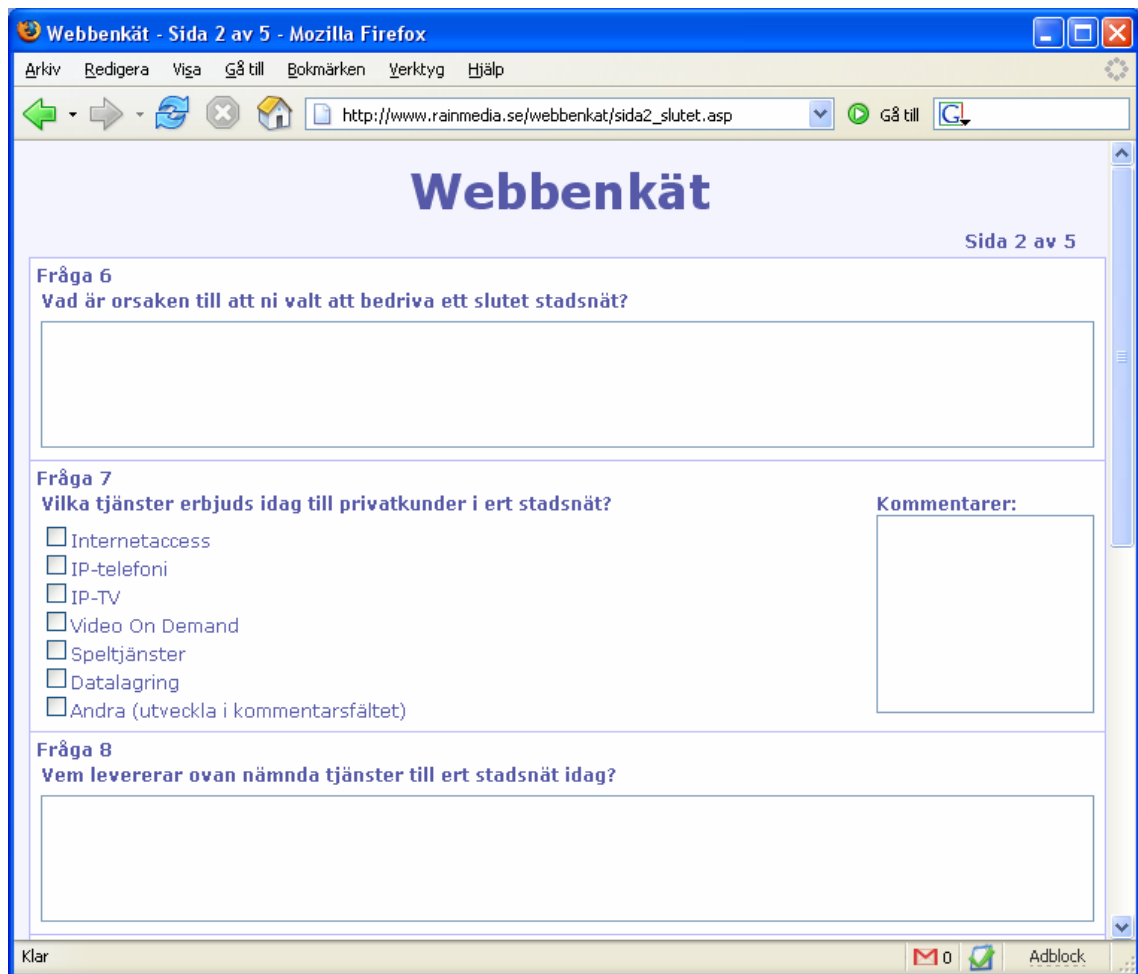 Webbenkät - Sida 2 av 5 - Mozilla Firefox
Arkiv Redigera Visa Gå till Bokmärken Verktyg Hjälp
http://www.rainmedia.se/webbenkat/sida2_slutet.asp Gå till G
Webbenkät
Sida 2 av 5
Fråga 6
Vad är orsaken till att ni valt att bedriva ett slutet stadsnät?
Fråga 7
Vilka tjänster erbjuds idag till privatkunder i ert stadsnät?
Kommentarer:
Internetaccess
IP-telefoni
IP-TV
Video On Demand
Speltjänster
Datalagring
Andra (utveckla i kommentarsfältet)
Fråga 8
Vem levererar ovan nämnda tjänster till ert stadsnät idag?
Klar 0 Adblock